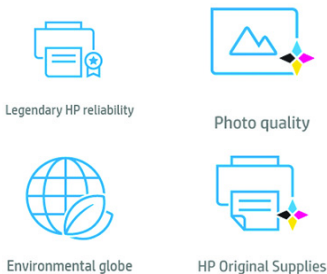 Legendary HP reliability
Photo quality
Environmental globe
HP Original Supplies